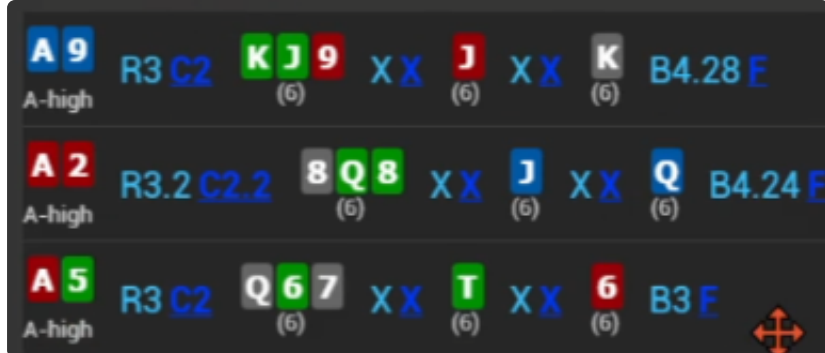 A 9 R3 C2 K J 9 X X J X X K B4.28 F
A-high (6) (6) (6)
A 2 R3.2 C2.2 8 Q 8 X X J X X Q B4.24 F
A-high (6) (6) (6)
A 5 R3 C2 Q 6 7 X X T X X 6 B3 F
A-high (6) (6) (6)